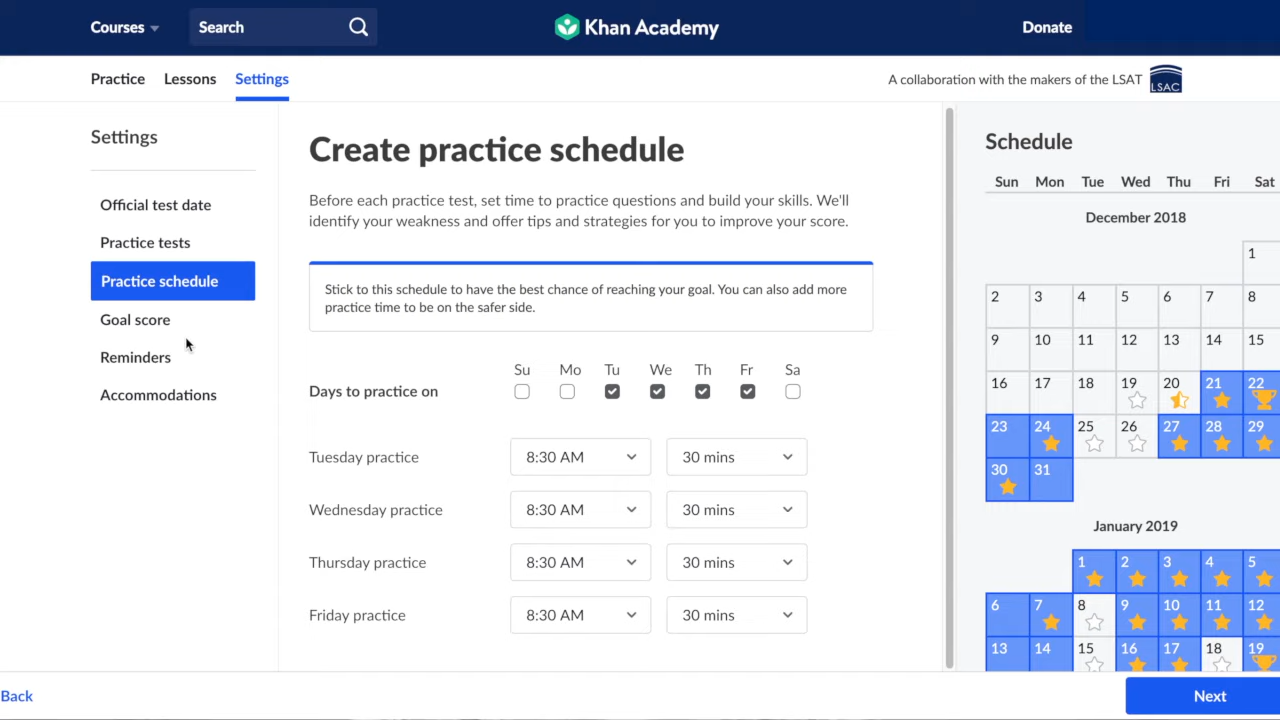 Courses
Search
Khan Academy
Donate
Practice Lessons Settings
A collaboration with the makers of the LSAT
LSAC
Settings
Official test date
Practice tests
Practice schedule
Goal score
Reminders
Accommodations
Create practice schedule
Before each practice test, set time to practice questions and build your skills. We'll
identify your weakness and offer tips and strategies for you to improve your score.
Stick to this schedule to have the best chance of reaching your goal. You can also add more
practice time to be on the safer side.
Su Mo Tu We Th Fr Sa
Days to practice on
Tuesday practice 8:30 AM 30 mins
Wednesday practice 8:30 AM 30 mins
Thursday practice 8:30 AM 30 mins
Friday practice 8:30 AM 30 mins
Schedule
Sun Mon Tue Wed Thu Fri Sat
December 2018
1
2 3 4 5 6 7 8
9 10 11 12 13 14 15
16 17 18 19 20 21 22
23 24 25 26 27 28 29
30 31
January 2019
1 2 3 4 5
6 7 8 9 10 11 12
13 14 15 16 17 18 19
Back
Next